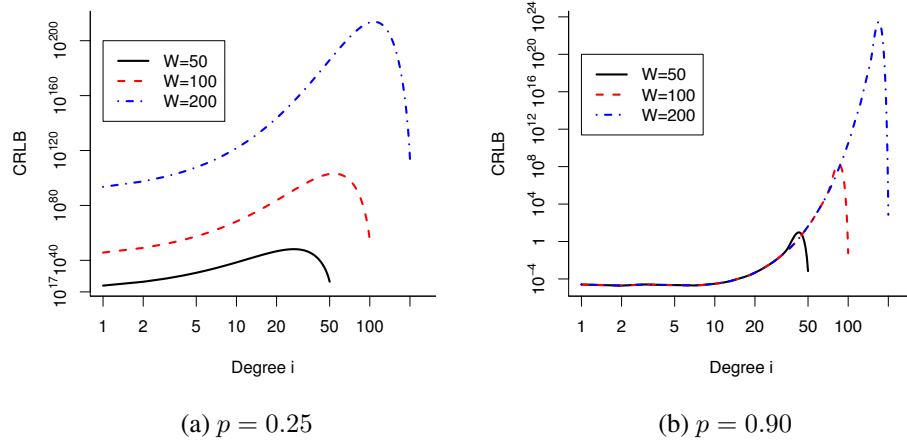 CRLB
10^200
10^160
10^120
10^80
10^40
10^17
W=50
W=100
W=200
1 2 5 10 20 50 100
Degree i
(a) p = 0.25
CRLB
10^24
10^20
10^16
10^12
10^8
10^4
1
10^−4
W=50
W=100
W=200
1 2 5 10 20 50 100
Degree i
(b) p = 0.90